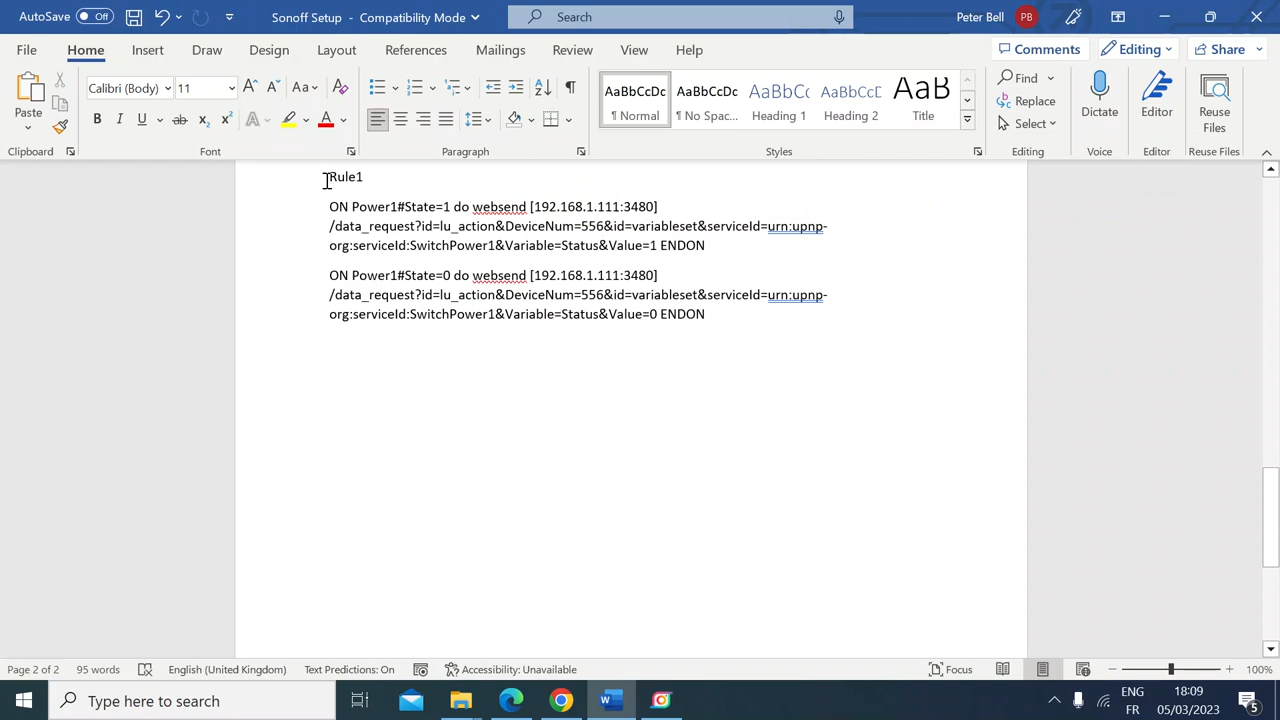 AutoSave Off Sonoff Setup - Compatibility Mode Search Peter Bell PB
File Home Insert Draw Design Layout References Mailings Review View Help Comments Editing Share
Paste
Calibri (Body) 11 Aa
B I U ab x₂ x² A A
AaBbCcDc AaBbCcDc AaBbCc AaBbCcD AaB
¶ Normal ¶ No Spac... Heading 1 Heading 2 Title
Find
Replace
Select
Dictate
Editor
Reuse
Files
Clipboard Font Paragraph Styles Editing Voice Editor Reuse Files
Rule1
ON Power1#State=1 do websend [192.168.1.111:3480]
/data_request?id=lu_action&DeviceNum=556&id=variableset&serviceId=urn:upnp-
org:serviceId:SwitchPower1&Variable=Status&Value=1 ENDON
ON Power1#State=0 do websend [192.168.1.111:3480]
/data_request?id=lu_action&DeviceNum=556&id=variableset&serviceId=urn:upnp-
org:serviceId:SwitchPower1&Variable=Status&Value=0 ENDON
Page 2 of 2 95 words English (United Kingdom) Text Predictions: On Accessibility: Unavailable Focus 100%
Type here to search
ENG
FR
18:09
05/03/2023
5